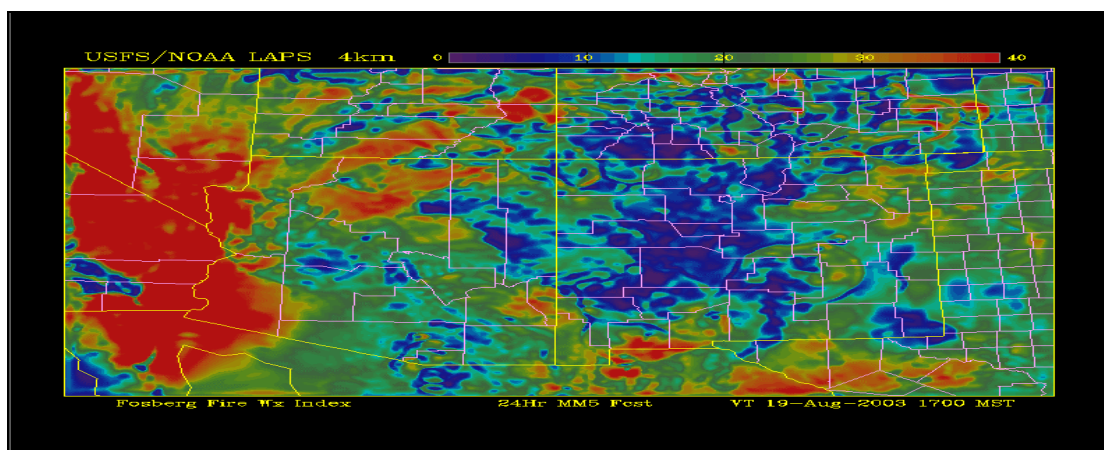 USFS/NOAA LAPS 4km 0 10 20 30 40
Fosberg Fire Wx Index 24Hr MM5 Fcst VT 19-Aug-2003 1700 MST